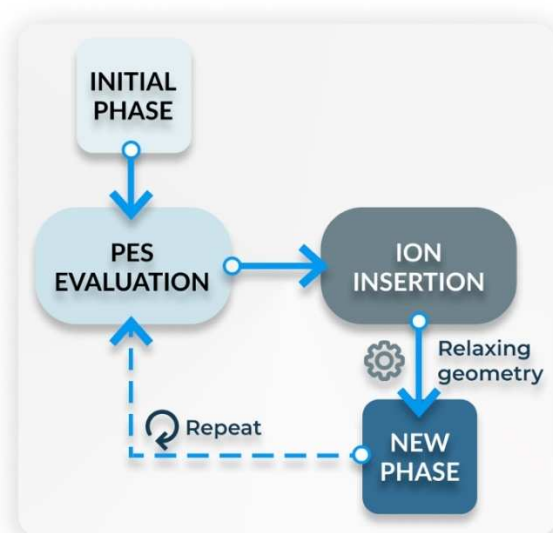 INITIAL
PHASE
PES
EVALUATION
ION
INSERTION
Relaxing
geometry
Repeat
NEW
PHASE